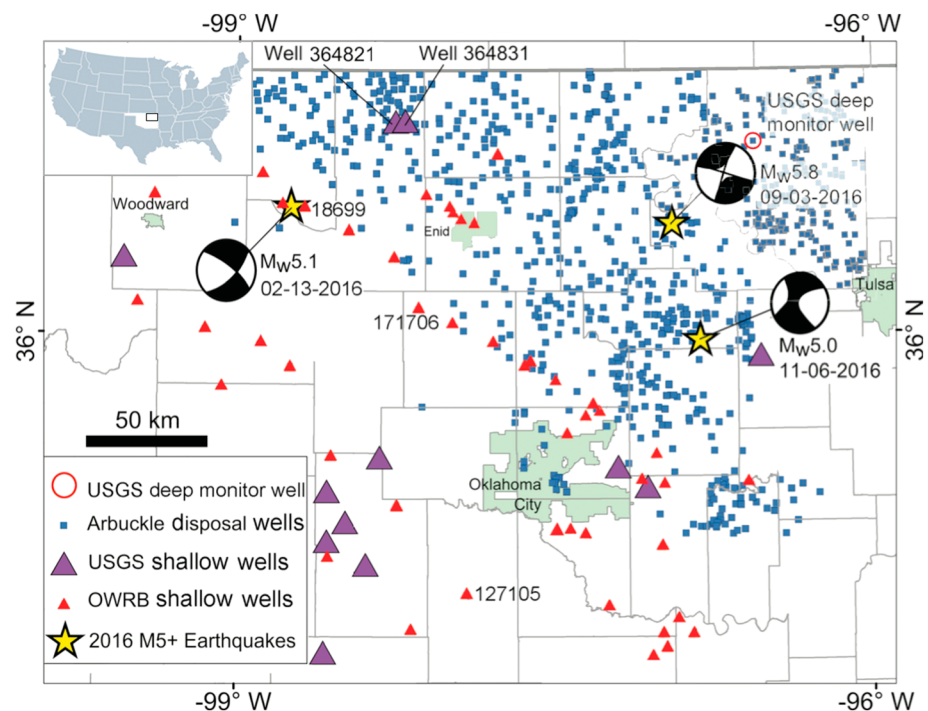 -99° W
-96° W
Well 364821
Well 364831
USGS deep
monitor well
Mw5.8
09-03-2016
Woodward
18699
Enid
Mw5.1
02-13-2016
Tulsa
36° N
36° N
171706
Mw5.0
11-06-2016
50 km
Oklahoma
City
USGS deep monitor well
Arbuckle disposal wells
USGS shallow wells
OWRB shallow wells
2016 M5+ Earthquakes
127105
-99° W
-96° W